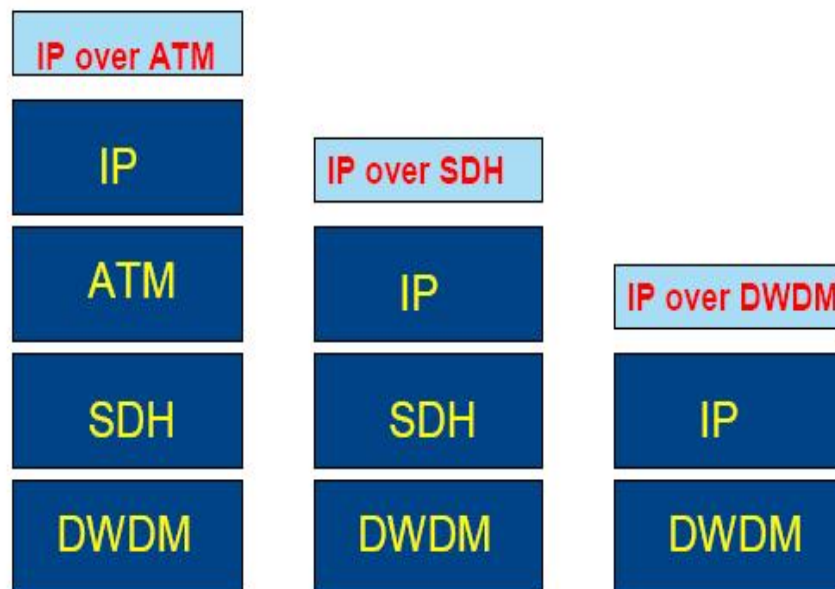 IP over ATM
IP
ATM
SDH
DWDM
IP over SDH
IP
SDH
DWDM
IP over DWDM
IP
DWDM